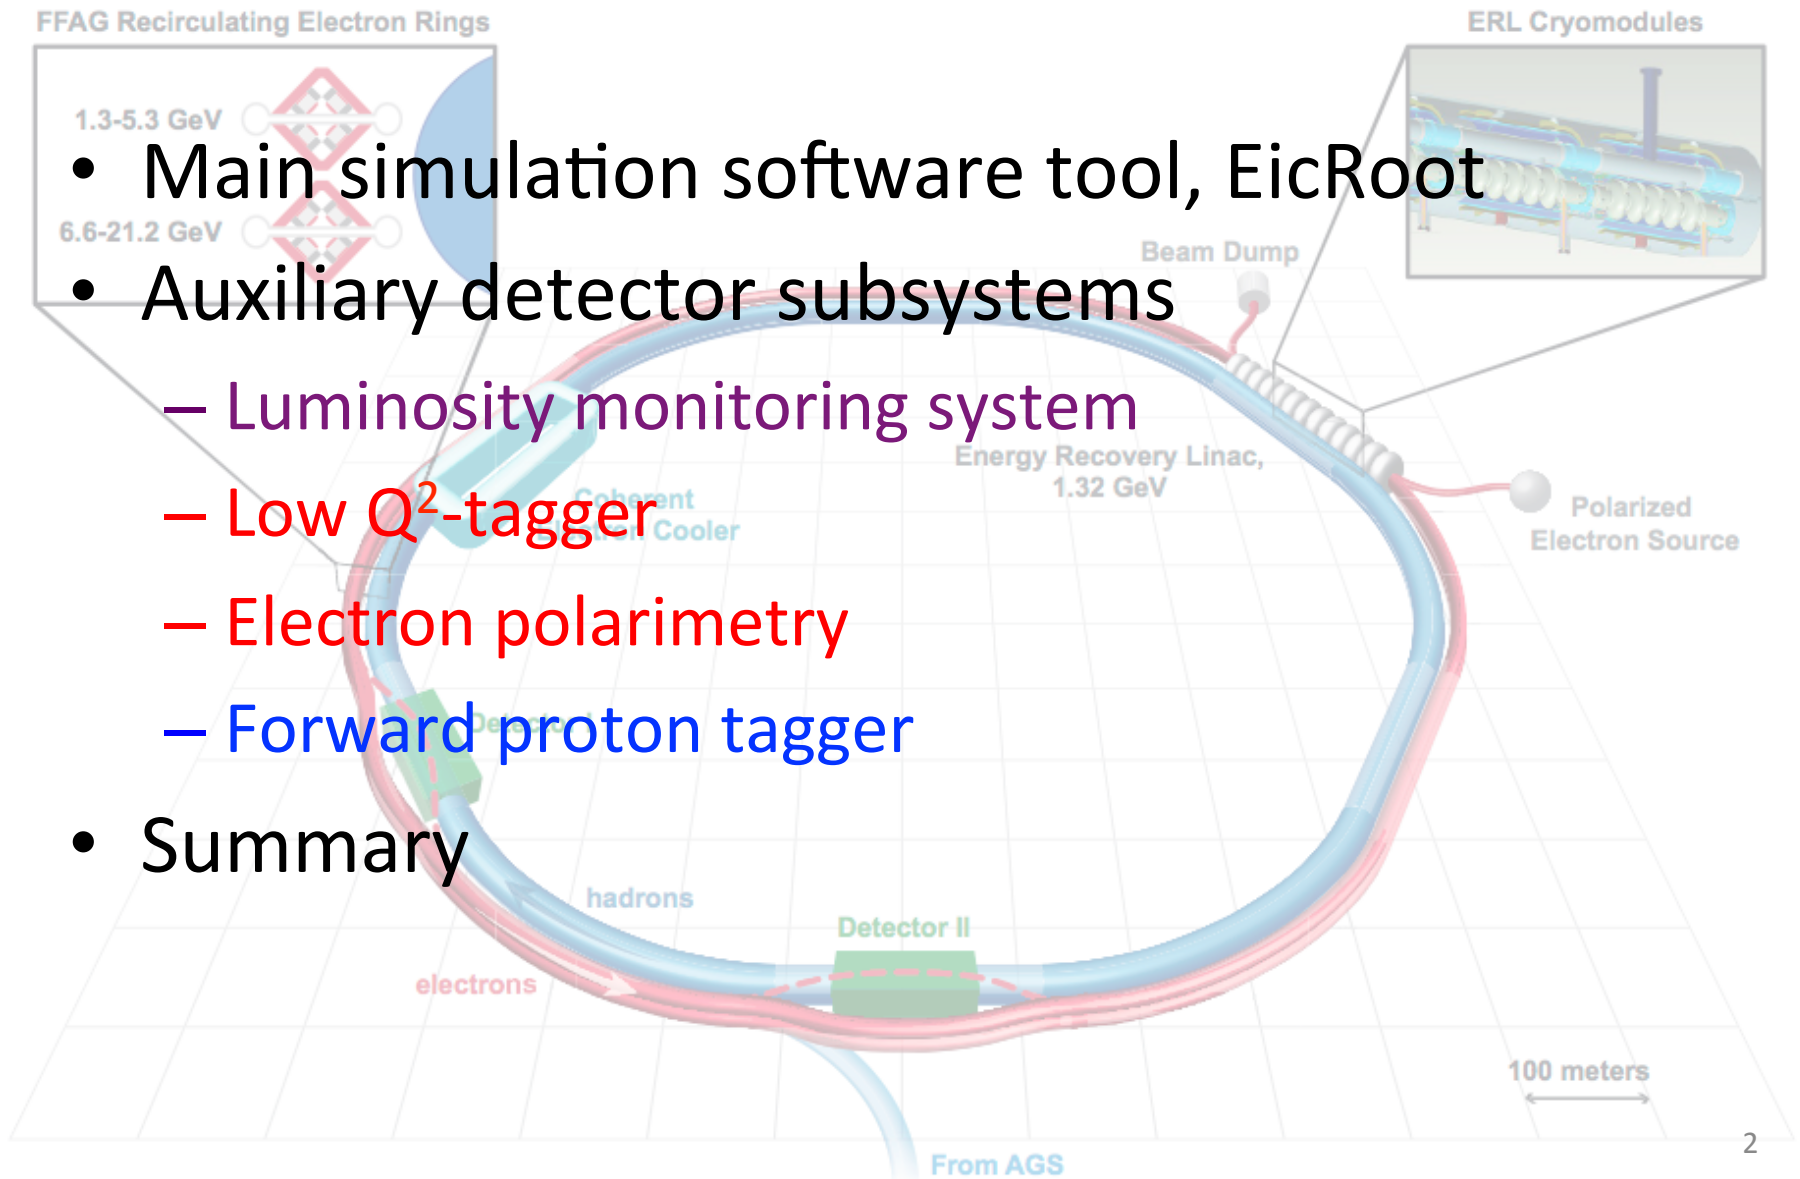 FFAG Recirculating Electron Rings
ERL Cryomodules
1.3-5.3 GeV
• Main simulation software tool, EicRoot
6.6-21.2 GeV
Beam Dump
• Auxiliary detector subsystems
– Luminosity monitoring system
Energy Recovery Linac,
1.32 GeV
– Low Q²-tagger
Coherent
Electron Cooler
Polarized
Electron Source
– Electron polarimetry
– Forward proton tagger
Detector I
• Summary
hadrons
Detector II
electrons
100 meters
2
From AGS